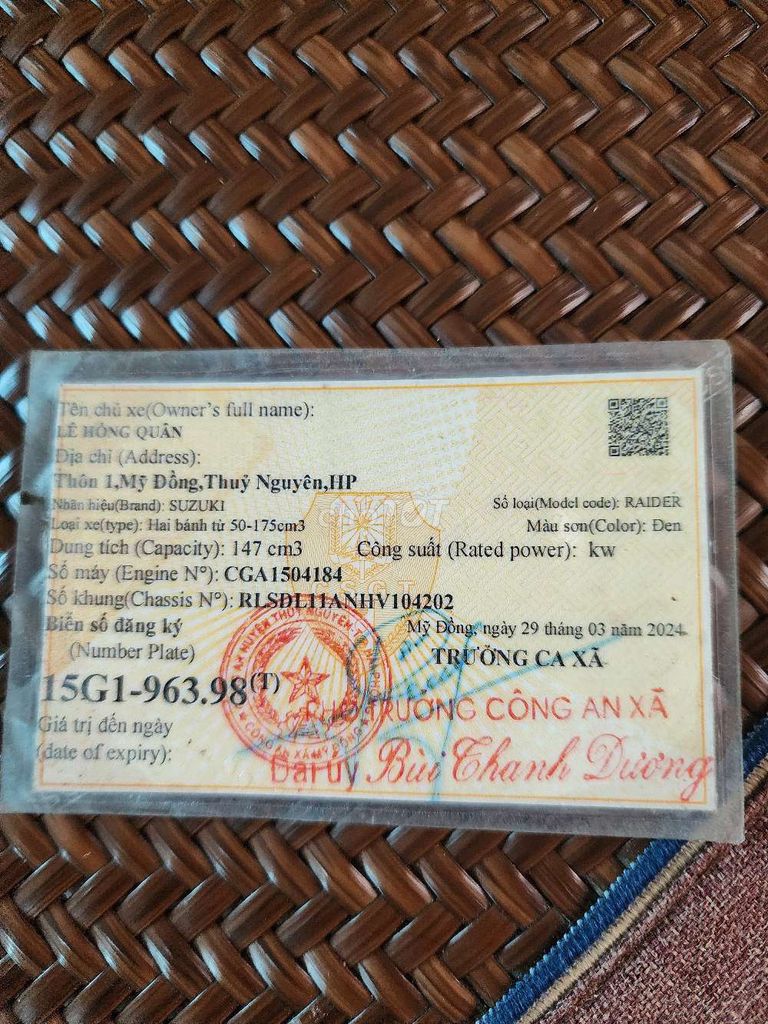 Tên chủ xe(Owner's full name):
LÊ HỒNG QUÂN
Địa chỉ (Address):
Thôn 1,Mỹ Đồng,Thuỷ Nguyên,HP
Nhãn hiệu(Brand): SUZUKI Số loại(Model code): RAIDER
Loại xe(type): Hai bánh từ 50-175cm3 Màu sơn(Color): Đen
Dung tích (Capacity): 147 cm3 Công suất (Rated power): kw
Số máy (Engine N°): CGA1504184
Số khung(Chassis N°): RLSDL11ANHV104202
Biển số đăng ký Mỹ Đồng, ngày 29 tháng 03 năm 2024
(Number Plate) TRƯỞNG CA XÃ
15G1-963.98(T)
PHÓ TRƯỞNG CÔNG AN XÃ
Giá trị đến ngày
(date of expiry):
Đại úy Bùi Thanh Dương